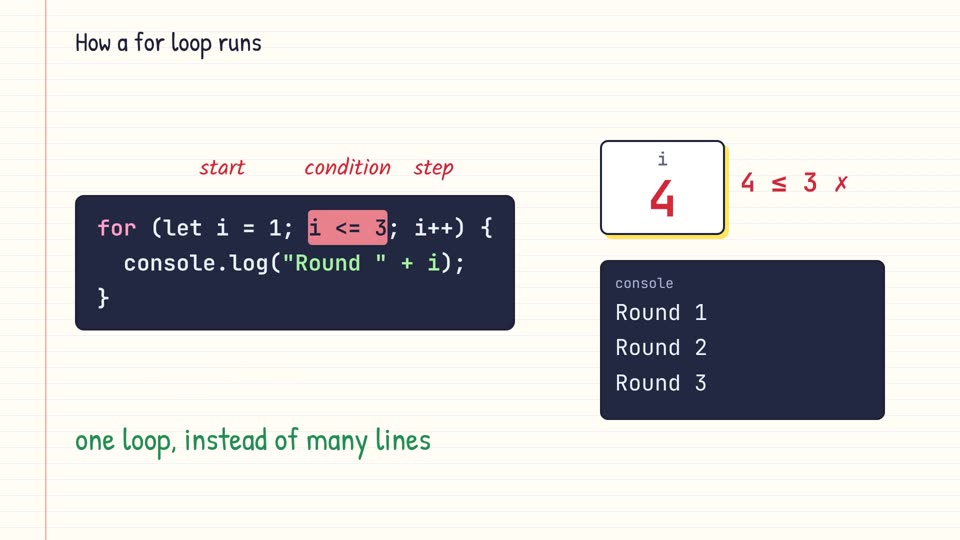 How a for loop runs
start condition step
for (let i = 1; i <= 3; i++) {
  console.log("Round " + i);
}
i
4
4 ≤ 3 ✗
console
Round 1
Round 2
Round 3
one loop, instead of many lines